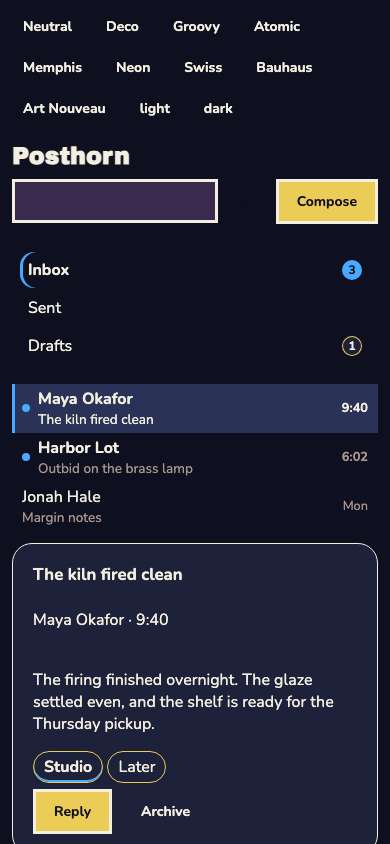 Neutral Deco Groovy Atomic
Memphis Neon Swiss Bauhaus
Art Nouveau light dark
Posthorn
Compose
Inbox 3
Sent
Drafts 1
Maya Okafor 9:40
The kiln fired clean
Harbor Lot 6:02
Outbid on the brass lamp
Jonah Hale Mon
Margin notes
The kiln fired clean
Maya Okafor · 9:40
The firing finished overnight. The glaze
settled even, and the shelf is ready for the
Thursday pickup.
Studio Later
Reply Archive